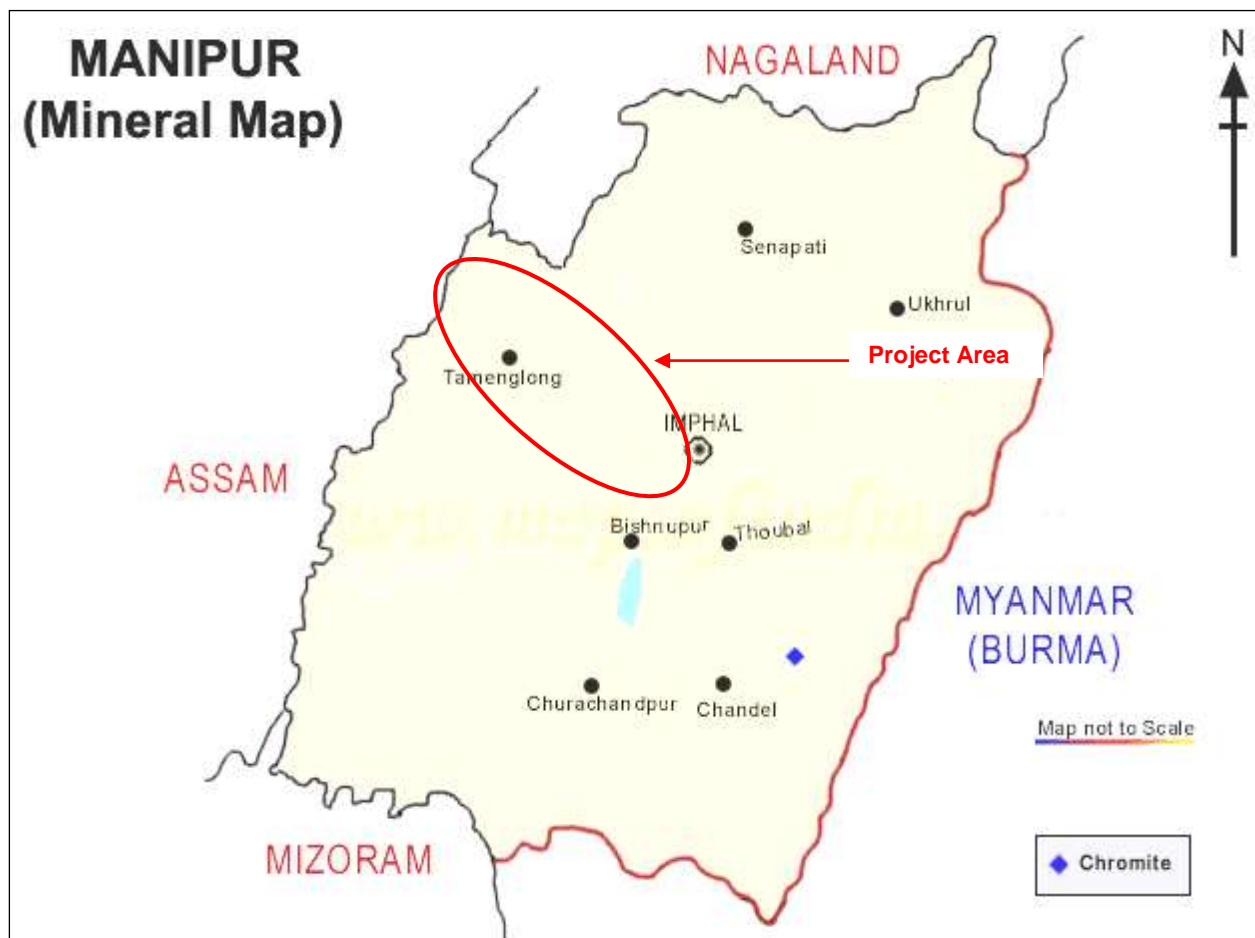 MANIPUR
(Mineral Map)
NAGALAND
N
Senapati
Ukhrul
Project Area
Tamenglong
IMPHAL
ASSAM
Bishnupur
Thoubal
MYANMAR
(BURMA)
Churachandpur
Chandel
Map not to Scale
MIZORAM
Chromite